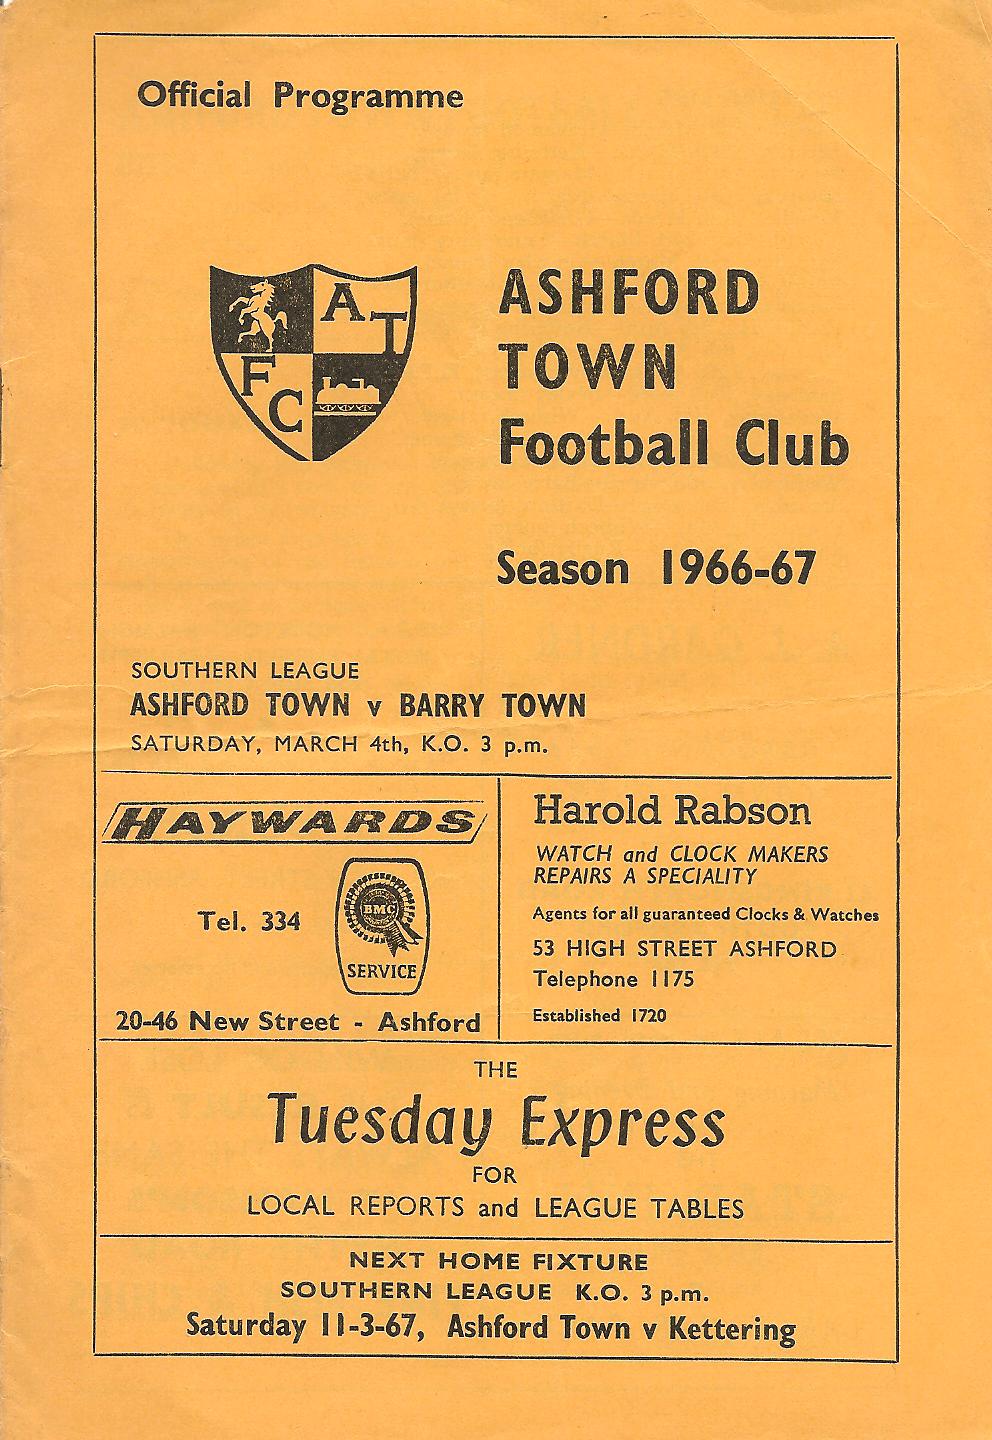 Official Programme
A T
F C
ASHFORD
TOWN
Football Club
Season 1966-67
SOUTHERN LEAGUE
ASHFORD TOWN v BARRY TOWN
SATURDAY, MARCH 4th, K.O. 3 p.m.
HAYWARDS
Tel. 334
BMC
SERVICE
20-46 New Street - Ashford
Harold Rabson
WATCH and CLOCK MAKERS
REPAIRS A SPECIALITY
Agents for all guaranteed Clocks & Watches
53 HIGH STREET ASHFORD
Telephone 1175
Established 1720
THE
Tuesday Express
FOR
LOCAL REPORTS and LEAGUE TABLES
NEXT HOME FIXTURE
SOUTHERN LEAGUE K.O. 3 p.m.
Saturday 11-3-67, Ashford Town v Kettering